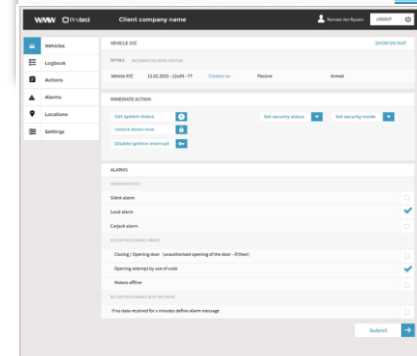 WWW Protect
Client company name
LOGOUT
Vehicles
Logbook
Actions
Alarms
Locations
Settings
VEHICLE XYZ
SHOW ON MAP
DETAILS
Vehicle XYZ
Contact on
Passive
Armed
IMMEDIATE ACTION
Get system status
Set security status
Set security mode
Unlock doors now
Disable ignition interrupt
ALARMS
Silent alarm
Loud alarm
Carjack alarm
Closing / Opening door (unauthorised opening of the door - if/then)
Opening attempt by use of code
Motors offline
If no data received for x minutes define alarm message
Submit